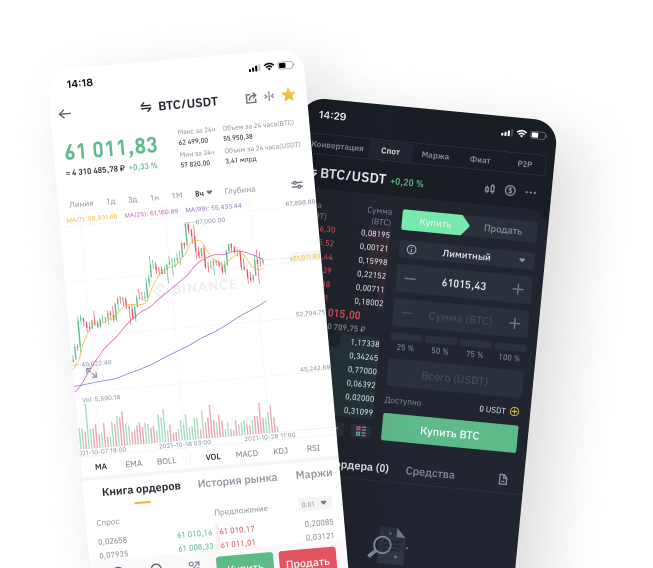 14:18
BTC/USDT
61 011,83
≈ 4 310 485,78 ₽ +0,33 %
Макс за 24ч
62 499,00
Мин за 24ч
57 820,00
Объем за 24 часа(BTC)
55 950,38
Объем за 24 часа(USDT)
3,41 млрд
Линия 1д 3д 1н 1М 8ч Глубина
MA(25): 61,160.89 MA(99): 55,433.44
67,898.88
67,000.00
61,011.83
BINANCE
52,794.75
49,022.40
45,242.68
Vol: 5,590.18
2021-10-07 19:00 2021-10-18 03:00 2021-10-28 11:00
MA EMA BOLL VOL MACD KDJ RSI
Книга ордеров История рынка Маржи
Спрос Предложение 0.01
0,02658 61 010,16 61 010,17 0,20085
0,07935 61 008,33 61 011,01 0,03121
Купить Продать
14:29
Конвертация Спот Маржа Фиат P2P
BTC/USDT +0,20 %
Сумма
(BTC)
0,08195
0,00121
0,15998
0,22152
0,00711
0,18002
015,00
709,75 ₽
1,17338
0,34245
0,77000
0,06392
0,02000
0,31099
Купить Продать
Лимитный
61015,43
Сумма (BTC)
25 % 50 % 75 % 100 %
Всего (USDT)
Доступно 0 USDT
Купить BTC
ордера (0) Средства